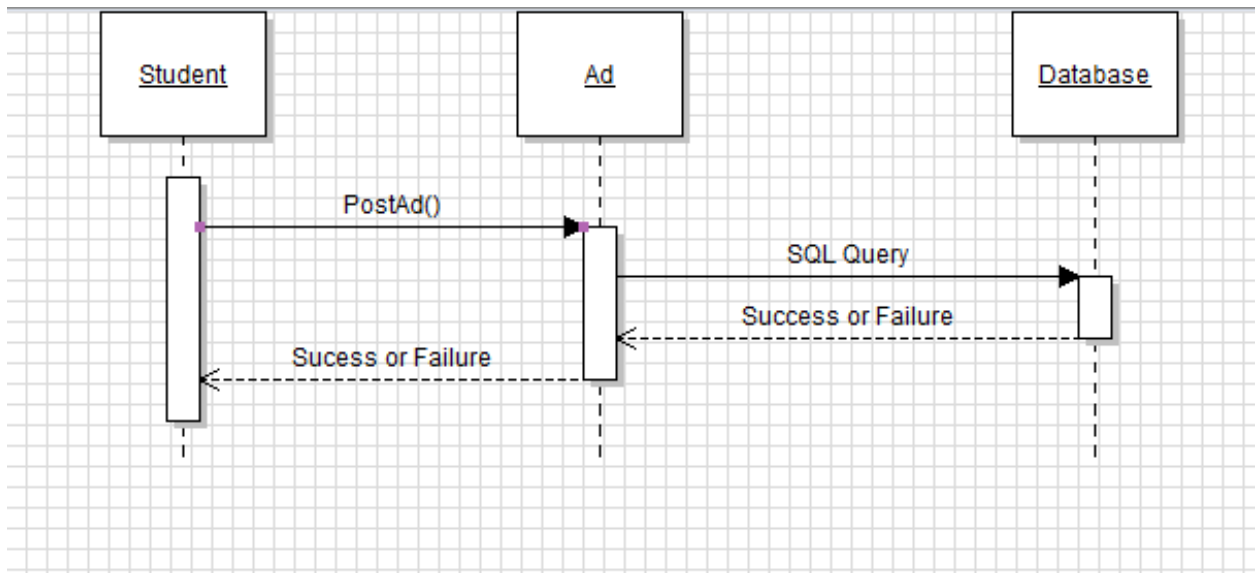 Student
Ad
Database
PostAd()
SQL Query
Success or Failure
Sucess or Failure